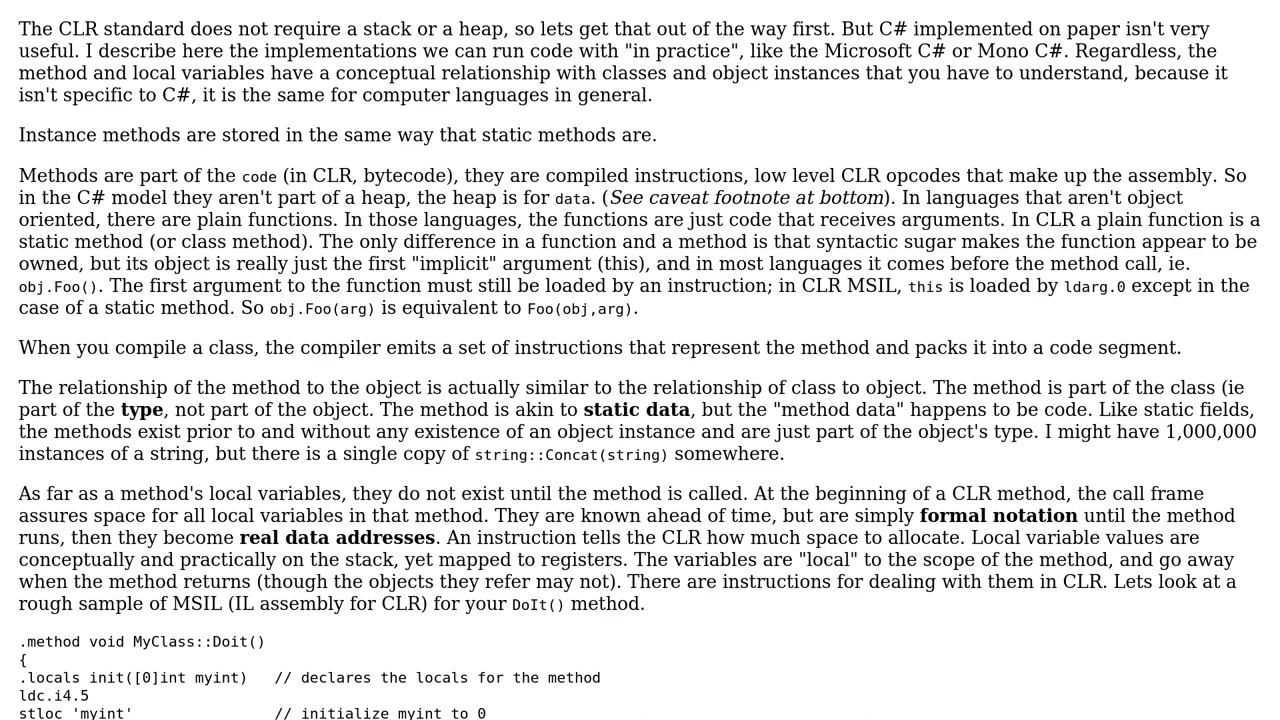 The CLR standard does not require a stack or a heap, so lets get that out of the way first. But C# implemented on paper isn't very
useful. I describe here the implementations we can run code with "in practice", like the Microsoft C# or Mono C#. Regardless, the
method and local variables have a conceptual relationship with classes and object instances that you have to understand, because it
isn't specific to C#, it is the same for computer languages in general.
Instance methods are stored in the same way that static methods are.
Methods are part of the code (in CLR, bytecode), they are compiled instructions, low level CLR opcodes that make up the assembly. So
in the C# model they aren't part of a heap, the heap is for data. (See caveat footnote at bottom). In languages that aren't object
oriented, there are plain functions. In those languages, the functions are just code that receives arguments. In CLR a plain function is a
static method (or class method). The only difference in a function and a method is that syntactic sugar makes the function appear to be
owned, but its object is really just the first "implicit" argument (this), and in most languages it comes before the method call, ie.
obj.Foo(). The first argument to the function must still be loaded by an instruction; in CLR MSIL, this is loaded by ldarg.0 except in the
case of a static method. So obj.Foo(arg) is equivalent to Foo(obj,arg).
When you compile a class, the compiler emits a set of instructions that represent the method and packs it into a code segment.
The relationship of the method to the object is actually similar to the relationship of class to object. The method is part of the class (ie
part of the type, not part of the object. The method is akin to static data, but the "method data" happens to be code. Like static fields,
the methods exist prior to and without any existence of an object instance and are just part of the object's type. I might have 1,000,000
instances of a string, but there is a single copy of string::Concat(string) somewhere.
As far as a method's local variables, they do not exist until the method is called. At the beginning of a CLR method, the call frame
assures space for all local variables in that method. They are known ahead of time, but are simply formal notation until the method
runs, then they become real data addresses. An instruction tells the CLR how much space to allocate. Local variable values are
conceptually and practically on the stack, yet mapped to registers. The variables are "local" to the scope of the method, and go away
when the method returns (though the objects they refer may not). There are instructions for dealing with them in CLR. Lets look at a
rough sample of MSIL (IL assembly for CLR) for your DoIt() method.
.method void MyClass::Doit()
{
.locals init([0]int myint)   // declares the locals for the method
ldc.i4.5
stloc 'myint'                // initialize myint to 0